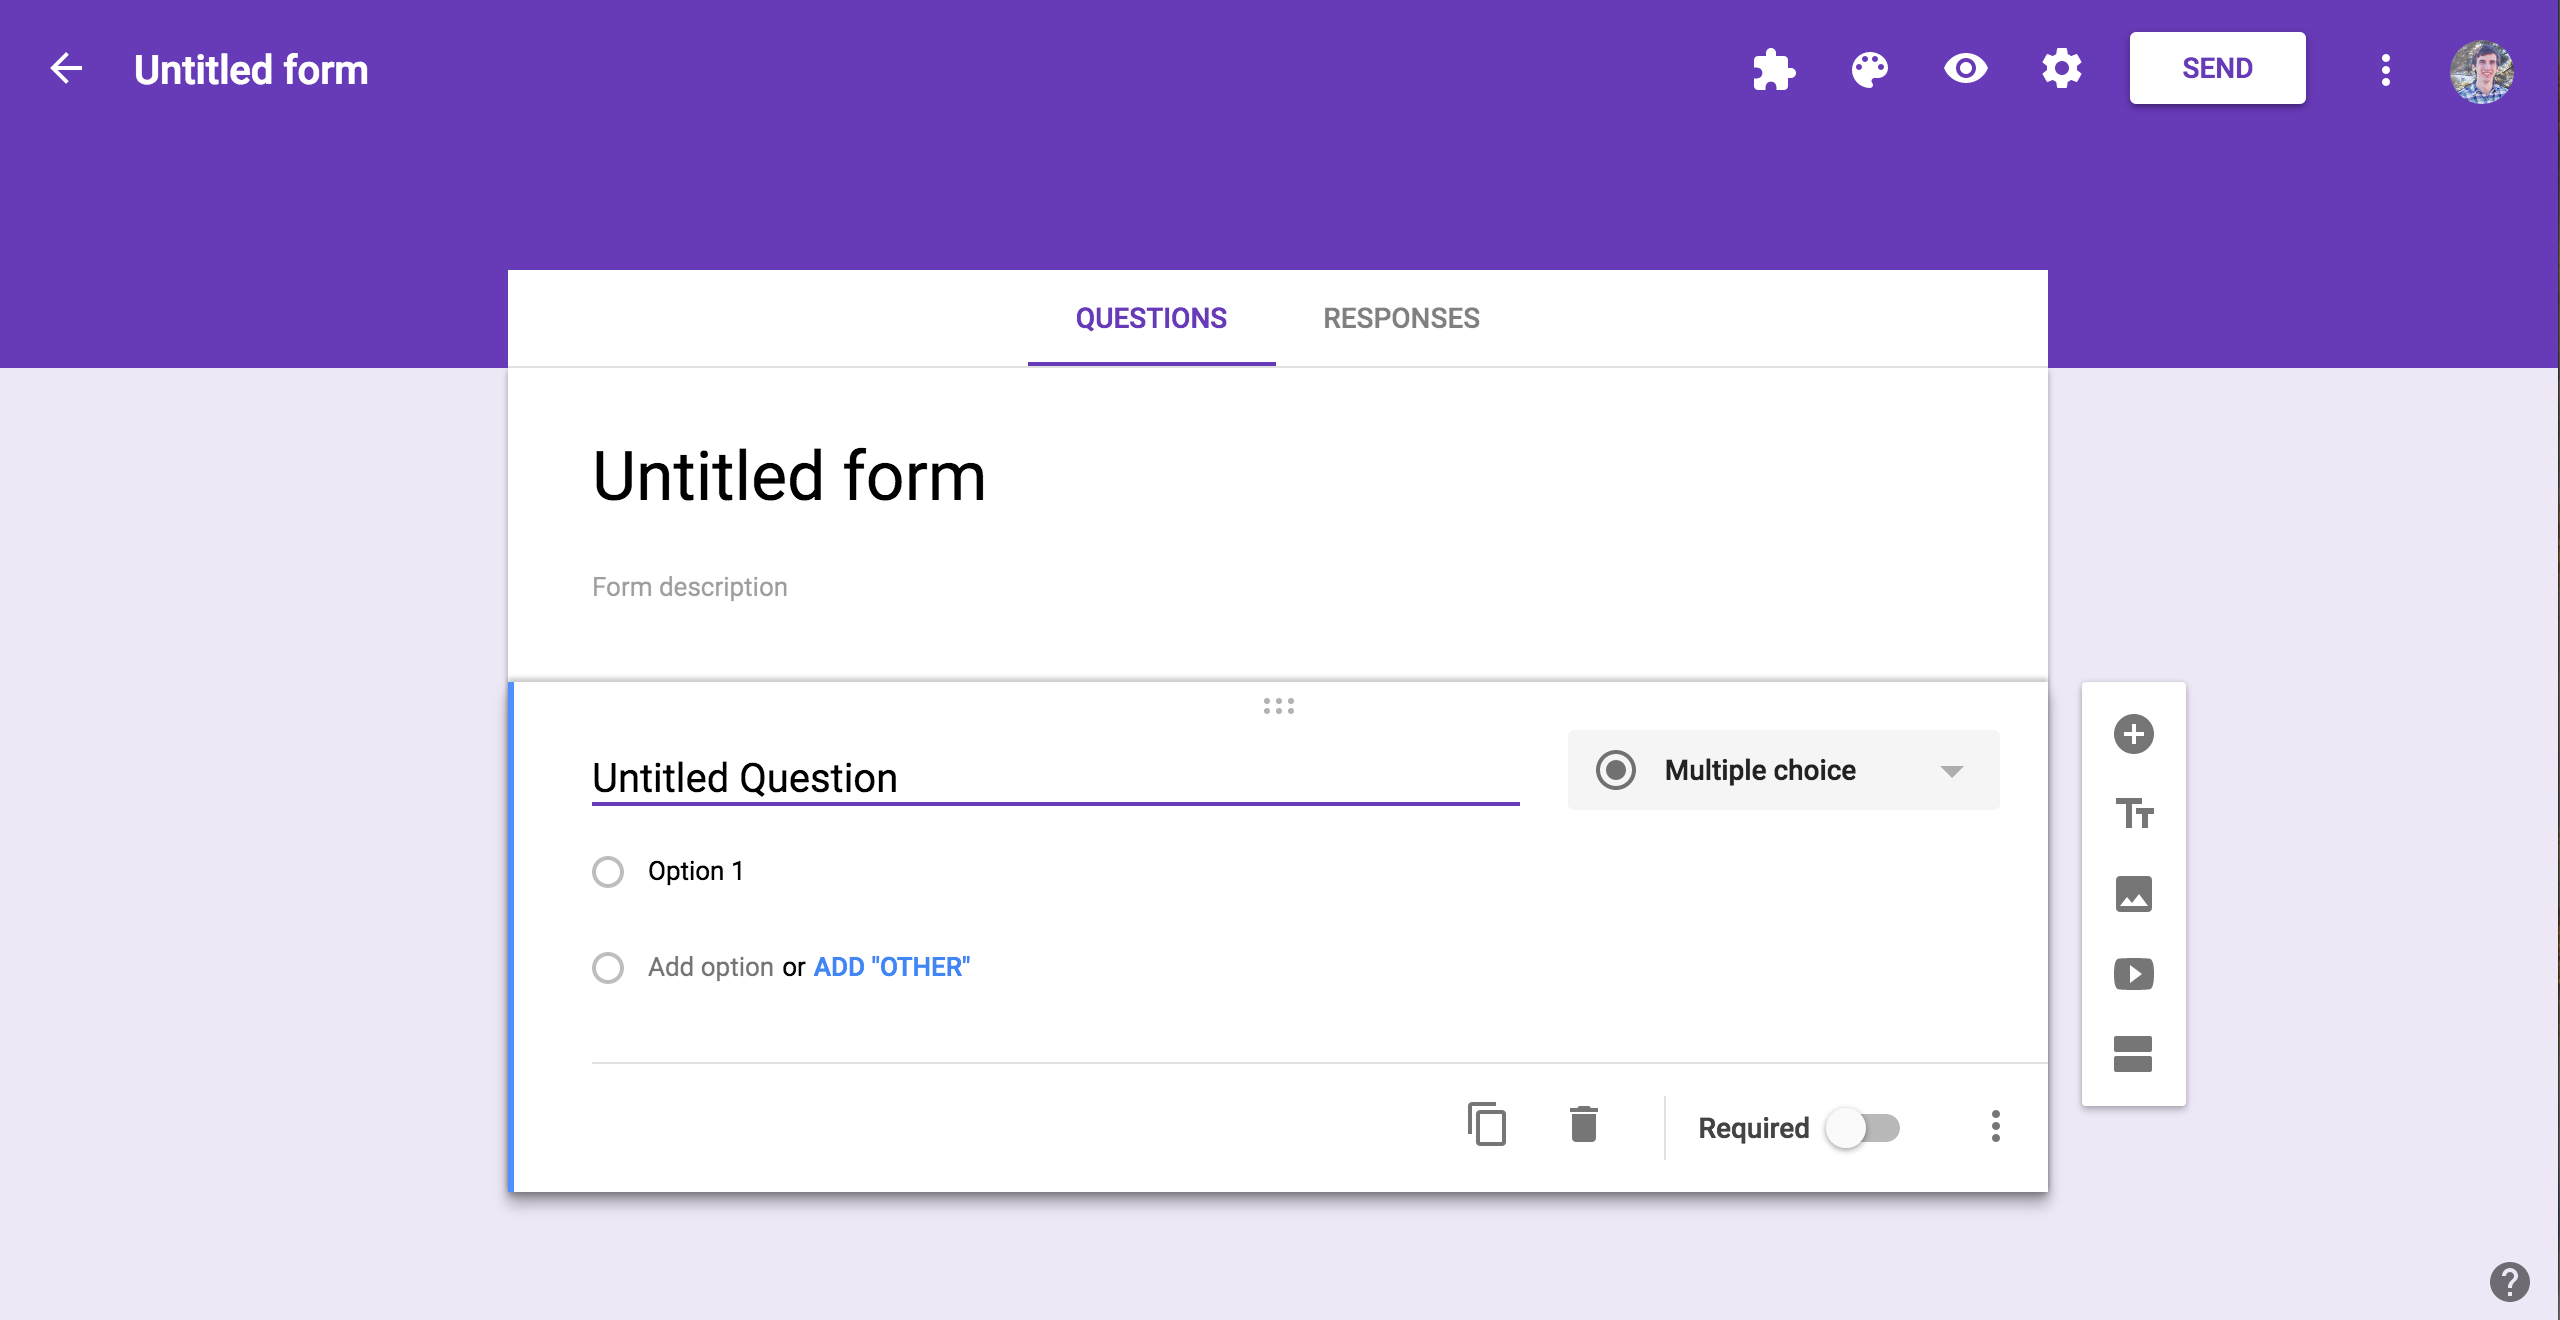 Untitled form
SEND
QUESTIONS RESPONSES
Untitled form
Form description
Untitled Question
Multiple choice
Option 1
Add option or ADD "OTHER"
Required